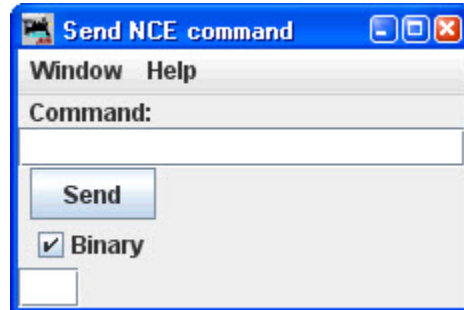 Send NCE command
Window Help
Command:
Send
Binary